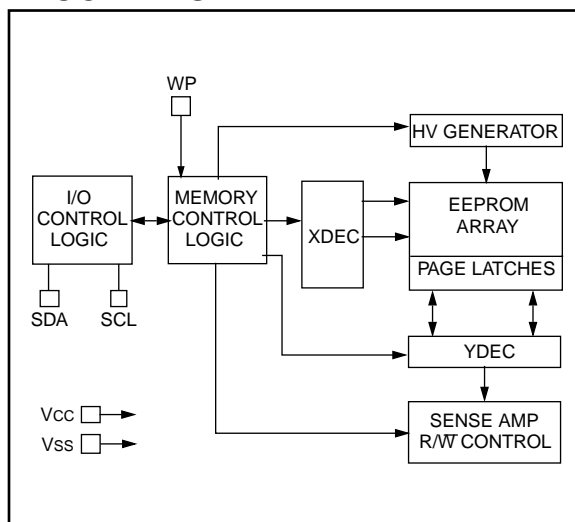 WP
HV GENERATOR
I/O
CONTROL
LOGIC
MEMORY
CONTROL
LOGIC
XDEC
EEPROM
ARRAY
PAGE LATCHES
SDA
SCL
YDEC
VCC
VSS
SENSE AMP
R/W̅ CONTROL